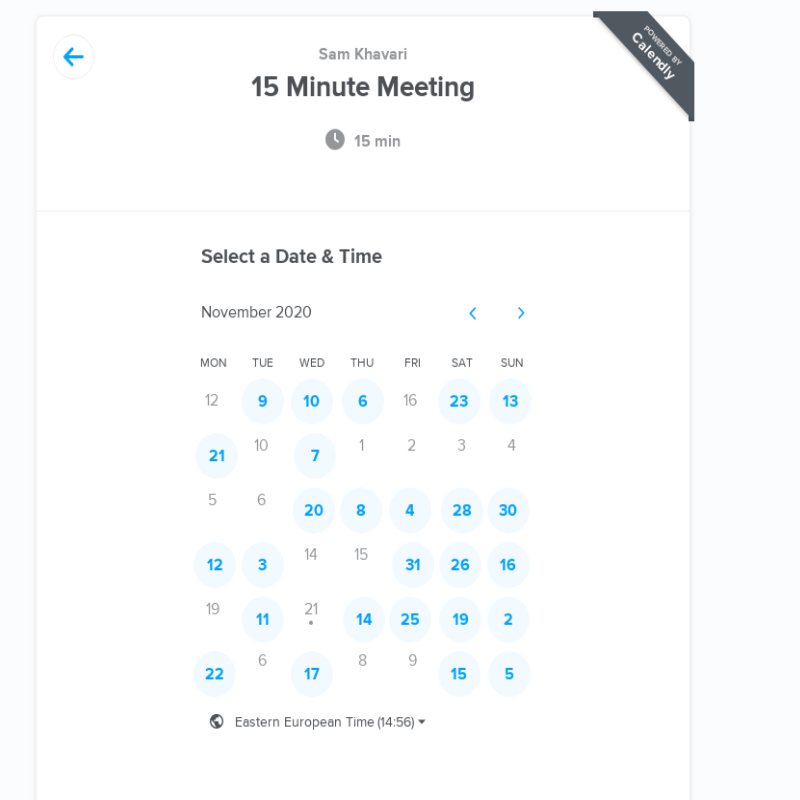 Sam Khavari
POWERED BY
Calendly
15 Minute Meeting
15 min
Select a Date & Time
November 2020
MON TUE WED THU FRI SAT SUN
12 9 10 6 16 23 13
21 10 7 1 2 3 4
5 6 20 8 4 28 30
12 3 14 15 31 26 16
19 11 21 14 25 19 2
22 6 17 8 9 15 5
Eastern European Time (14:56)